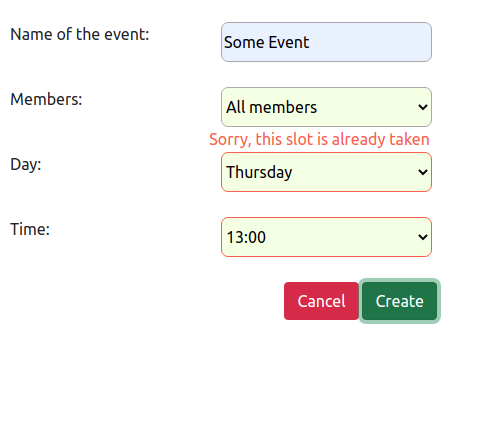 Name of the event: Some Event
Members: All members
Sorry, this slot is already taken
Day: Thursday
Time: 13:00
Cancel Create